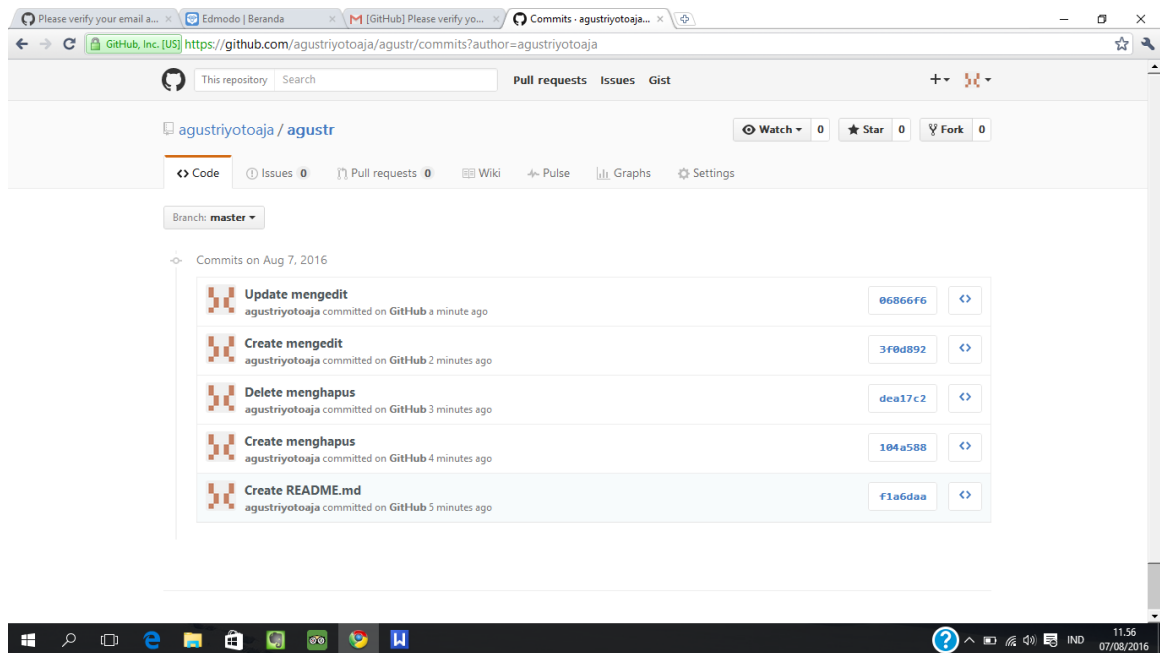 Please verify your email a...
Edmodo | Beranda
[GitHub] Please verify yo...
Commits · agustriyotoaja...
GitHub, Inc. [US] https://github.com/agustriyotoaja/agustr/commits?author=agustriyotoaja
This repository Search Pull requests Issues Gist
agustriyotoaja / agustr
Watch 0 Star 0 Fork 0
Code Issues 0 Pull requests 0 Wiki Pulse Graphs Settings
Branch: master
Commits on Aug 7, 2016
Update mengedit
agustriyotoaja committed on GitHub a minute ago
06866f6
Create mengedit
agustriyotoaja committed on GitHub 2 minutes ago
3f0d892
Delete menghapus
agustriyotoaja committed on GitHub 3 minutes ago
dea17c2
Create menghapus
agustriyotoaja committed on GitHub 4 minutes ago
104a588
Create README.md
agustriyotoaja committed on GitHub 5 minutes ago
f1a6daa
IND
11.56
07/08/2016